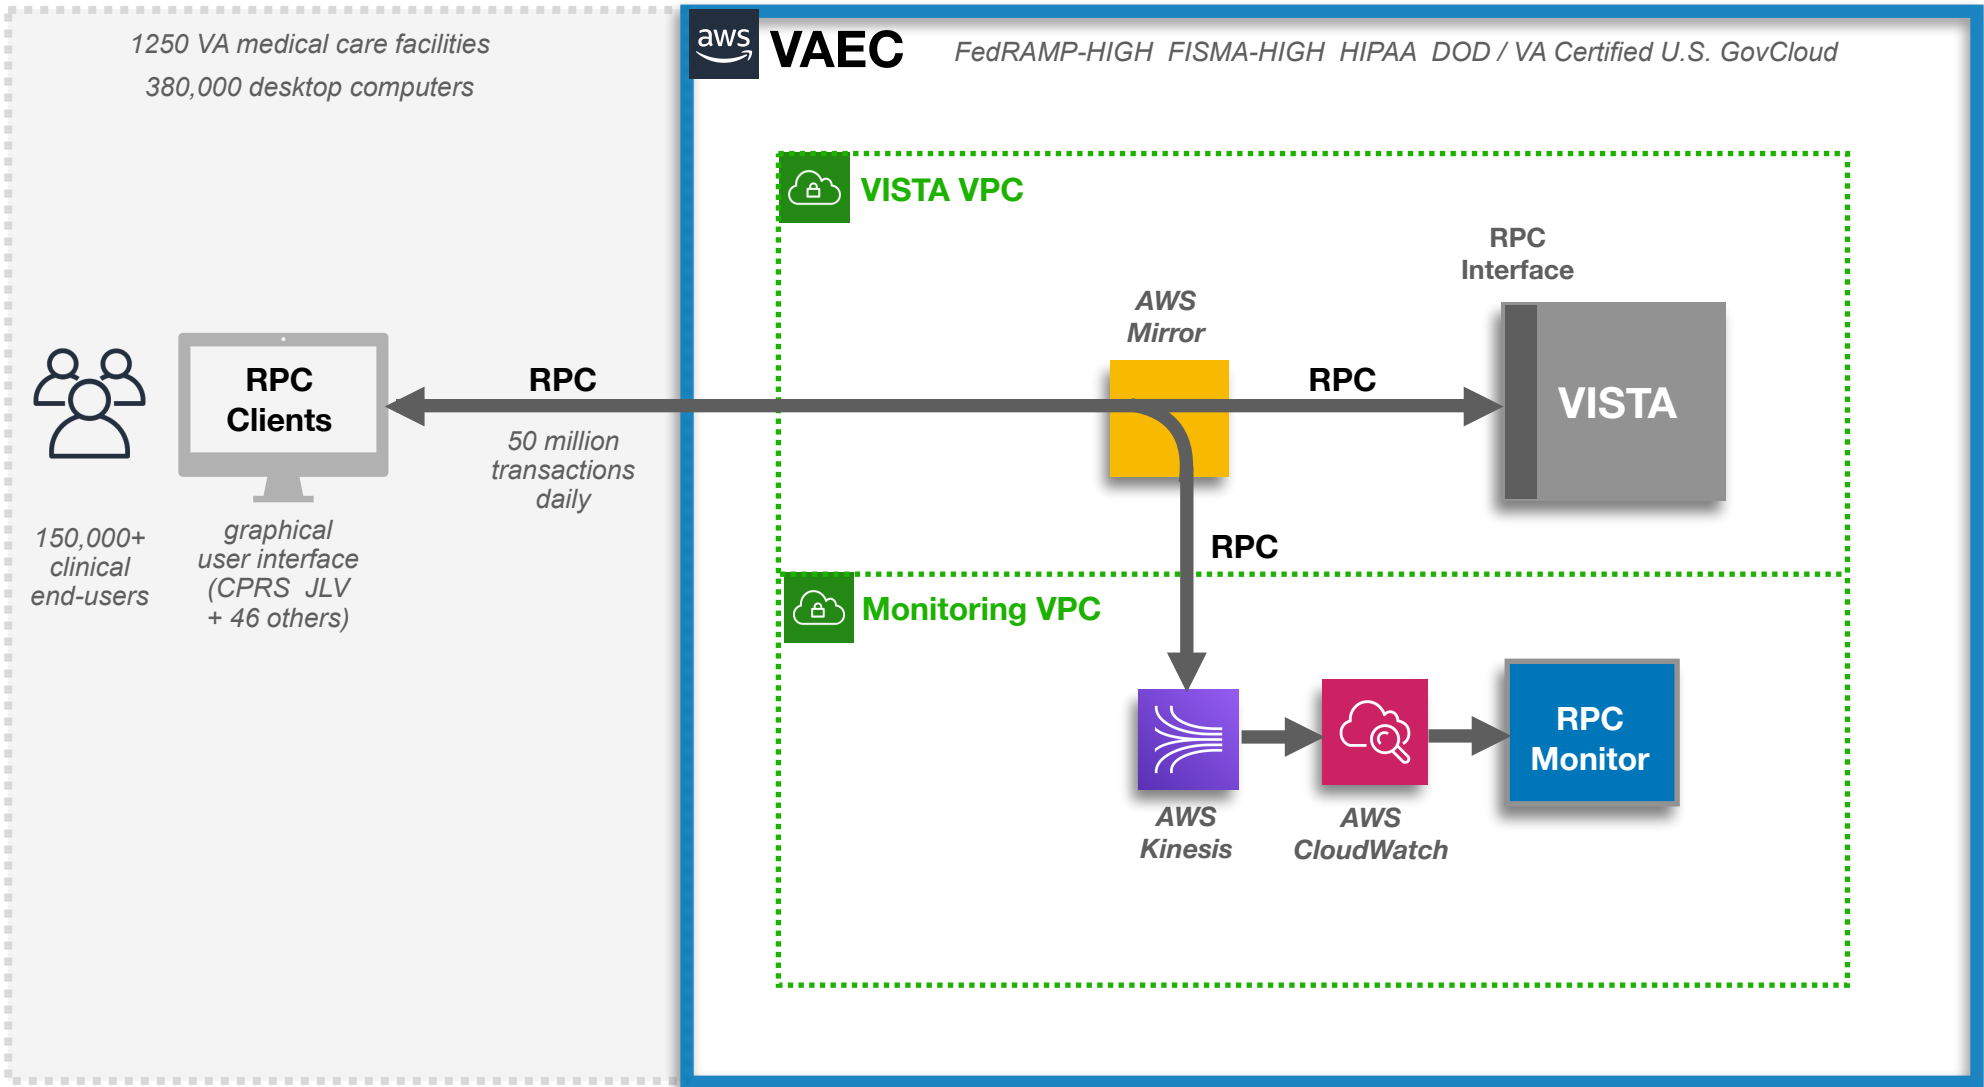 1250 VA medical care facilities
380,000 desktop computers
aws
VAEC
FedRAMP-HIGH FISMA-HIGH HIPAA DOD / VA Certified U.S. GovCloud
VISTA VPC
RPC
Interface
AWS
Mirror
RPC
Clients
RPC
RPC
VISTA
50 million
transactions
daily
150,000+
clinical
end-users
graphical
user interface
(CPRS JLV
+ 46 others)
RPC
Monitoring VPC
RPC
Monitor
AWS
Kinesis
AWS
CloudWatch